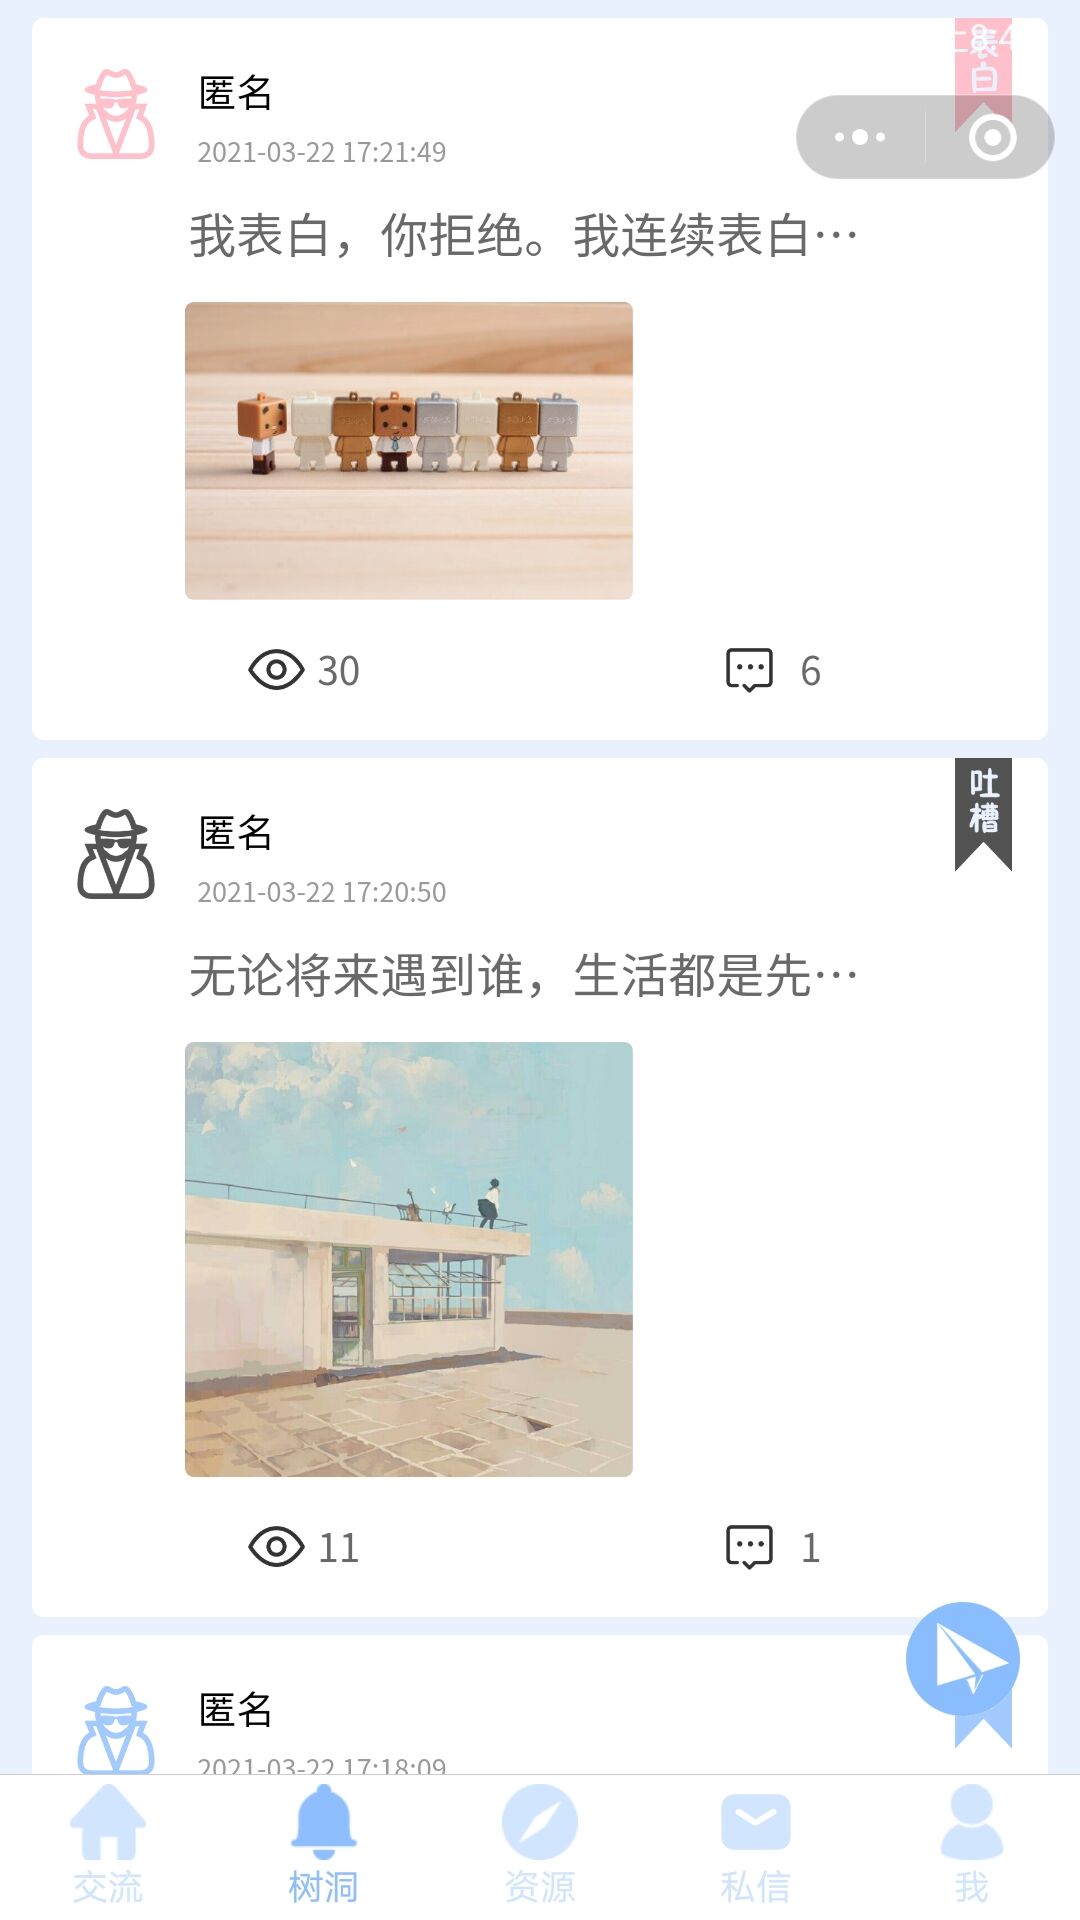 表白
匿名
2021-03-22 17:21:49
我表白，你拒绝。我连续表白…
30
6
吐槽
匿名
2021-03-22 17:20:50
无论将来遇到谁，生活都是先…
11
1
匿名
2021-03-22 17:18:09
交流
树洞
资源
私信
我